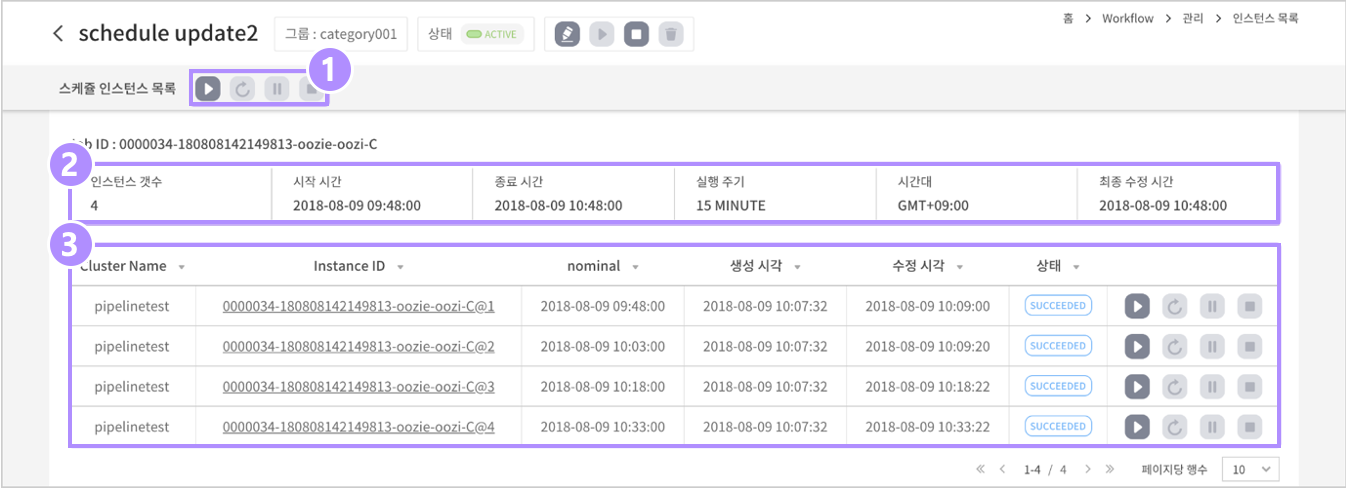 schedule update2 그룹 : category001 상태 ACTIVE 홈 > Workflow > 관리 > 인스턴스 목록
스케쥴 인스턴스 목록 1
ob ID : 0000034-180808142149813-oozie-oozi-C
2
인스턴스 갯수 시작 시간 종료 시간 실행 주기 시간대 최종 수정 시간
4 2018-08-09 09:48:00 2018-08-09 10:48:00 15 MINUTE GMT+09:00 2018-08-09 10:48:00
3
Cluster Name Instance ID nominal 생성 시각 수정 시각 상태
pipelinetest 0000034-180808142149813-oozie-oozi-C@1 2018-08-09 09:48:00 2018-08-09 10:07:32 2018-08-09 10:09:00 SUCCEEDED
pipelinetest 0000034-180808142149813-oozie-oozi-C@2 2018-08-09 10:03:00 2018-08-09 10:07:32 2018-08-09 10:09:20 SUCCEEDED
pipelinetest 0000034-180808142149813-oozie-oozi-C@3 2018-08-09 10:18:00 2018-08-09 10:07:32 2018-08-09 10:18:22 SUCCEEDED
pipelinetest 0000034-180808142149813-oozie-oozi-C@4 2018-08-09 10:33:00 2018-08-09 10:07:32 2018-08-09 10:33:22 SUCCEEDED
« < 1-4 / 4 > » 페이지당 행수 10